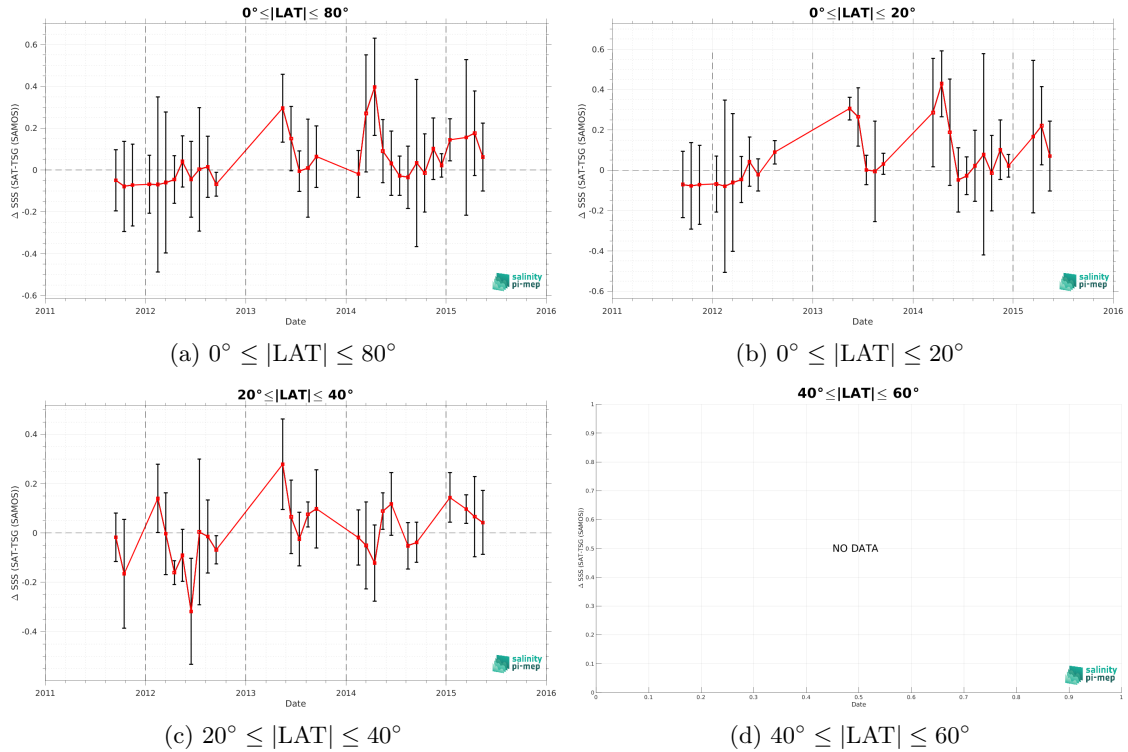 0°≤|LAT|≤ 80°
Δ SSS (SAT-TSG (SAMOS))
0.6
0.4
0.2
0
-0.2
-0.4
-0.6
2011
2012
2013
2014
2015
2016
Date
salinity
pi-mep
(a) 0° ≤ |LAT| ≤ 80°
0°≤|LAT|≤ 20°
Δ SSS (SAT-TSG (SAMOS))
0.6
0.4
0.2
0
-0.2
-0.4
-0.6
2011
2012
2013
2014
2015
2016
Date
salinity
pi-mep
(b) 0° ≤ |LAT| ≤ 20°
20°≤|LAT|≤ 40°
Δ SSS (SAT-TSG (SAMOS))
0.4
0.2
0
-0.2
-0.4
2011
2012
2013
2014
2015
2016
Date
salinity
pi-mep
(c) 20° ≤ |LAT| ≤ 40°
40°≤|LAT|≤ 60°
Δ SSS (SAT-TSG (SAMOS))
1
0.9
0.8
0.7
0.6
0.5
0.4
0.3
0.2
0.1
0
NO DATA
0
0.1
0.2
0.3
0.4
0.5
0.6
0.7
0.8
0.9
1
Date
salinity
pi-mep
(d) 40° ≤ |LAT| ≤ 60°